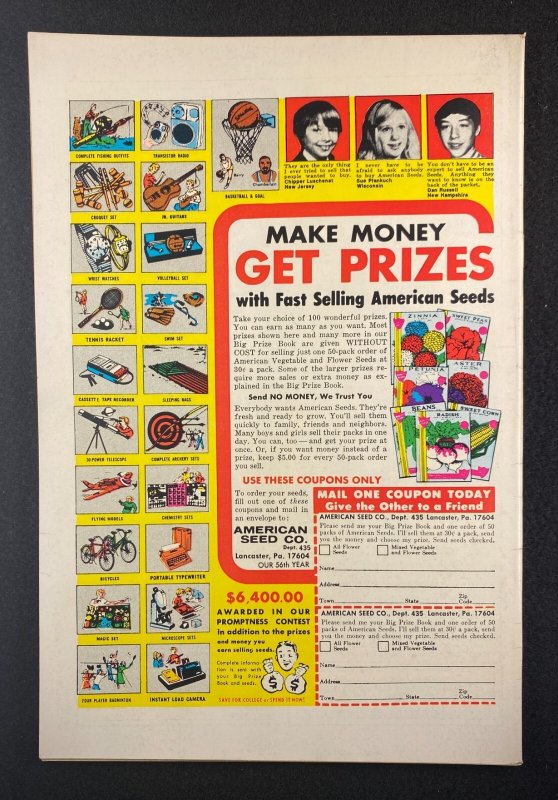 COMPLETE FISHING OUTFITS
TRANSISTOR RADIO
CROQUET SET
JR. GUITARS
WRIST WATCHES
VOLLEYBALL SET
TENNIS RACKET
SWIM SET
CASSETTE TAPE RECORDER
SLEEPING BAGS
30-POWER TELESCOPE
COMPLETE ARCHERY SETS
FLYING MODELS
CHEMISTRY SETS
BICYCLES
PORTABLE TYPEWRITER
MAGIC SET
MICROSCOPE SETS
FOUR PLAYER BADMINTON
INSTANT LOAD CAMERA
Chamberlain
BASKETBALL & GOAL
They are the only thing
I ever tried to sell that
people wanted to buy.
Chipper Luschenat
New Jersey
I never have to be
afraid to ask anybody
to buy American Seeds.
Sue Plankuch
Wisconsin
You don't have to be an
expert to sell American
Seeds. Anything they
want to know is on the
back of the packet.
Dan Russell
New Hampshire
MAKE MONEY
GET PRIZES
with Fast Selling American Seeds
Take your choice of 100 wonderful prizes.
You can earn as many as you want. Most
prizes shown here and many more in our
Big Prize Book are given WITHOUT
COST for selling just one 50-pack order of
American Vegetable and Flower Seeds at
30¢ a pack. Some of the larger prizes re-
quire more sales or extra money as ex-
plained in the Big Prize Book.
Send NO MONEY, We Trust You
Everybody wants American Seeds. They're
fresh and ready to grow. You'll sell them
quickly to family, friends and neighbors.
Many boys and girls sell their packs in one
day. You can, too — and get your prize at
once. Or, if you want money instead of a
prize, keep $5.00 for every 50-pack order
you sell.
ZINNIA
SWEET PEAS
PETUNIA
ASTER
BEANS
RADISH
SWEET CORN
USE THESE COUPONS ONLY
To order your seeds,
fill out one of these
coupons and mail in
an envelope to:
AMERICAN
SEED CO.
Dept. 435
Lancaster, Pa. 17604
OUR 56th YEAR
$6,400.00
AWARDED IN OUR
PROMPTNESS CONTEST
in addition to the prizes
and money you
earn selling seeds.
Complete informa-
tion is sent with
your Big Prize
Book and seeds.
$ $
SAVE FOR COLLEGE or SPEND IT NOW!
MAIL ONE COUPON TODAY
Give the Other to a Friend
AMERICAN SEED CO., Dept. 435 Lancaster, Pa. 17604
Please send me your Big Prize Book and one order of 50
packs of American Seeds. I'll sell them at 30¢ a pack, send
you the money and choose my prize. Send seeds checked.
All Flower Seeds
Mixed Vegetable and Flower Seeds
Name
Address
Town State Zip Code
AMERICAN SEED CO., Dept. 435 Lancaster, Pa. 17604
Please send me your Big Prize Book and one order of 50
packs of American Seeds. I'll sell them at 30¢ a pack, send
you the money and choose my prize. Send seeds checked.
All Flower Seeds
Mixed Vegetable and Flower Seeds
Name
Address
Town State Zip Code